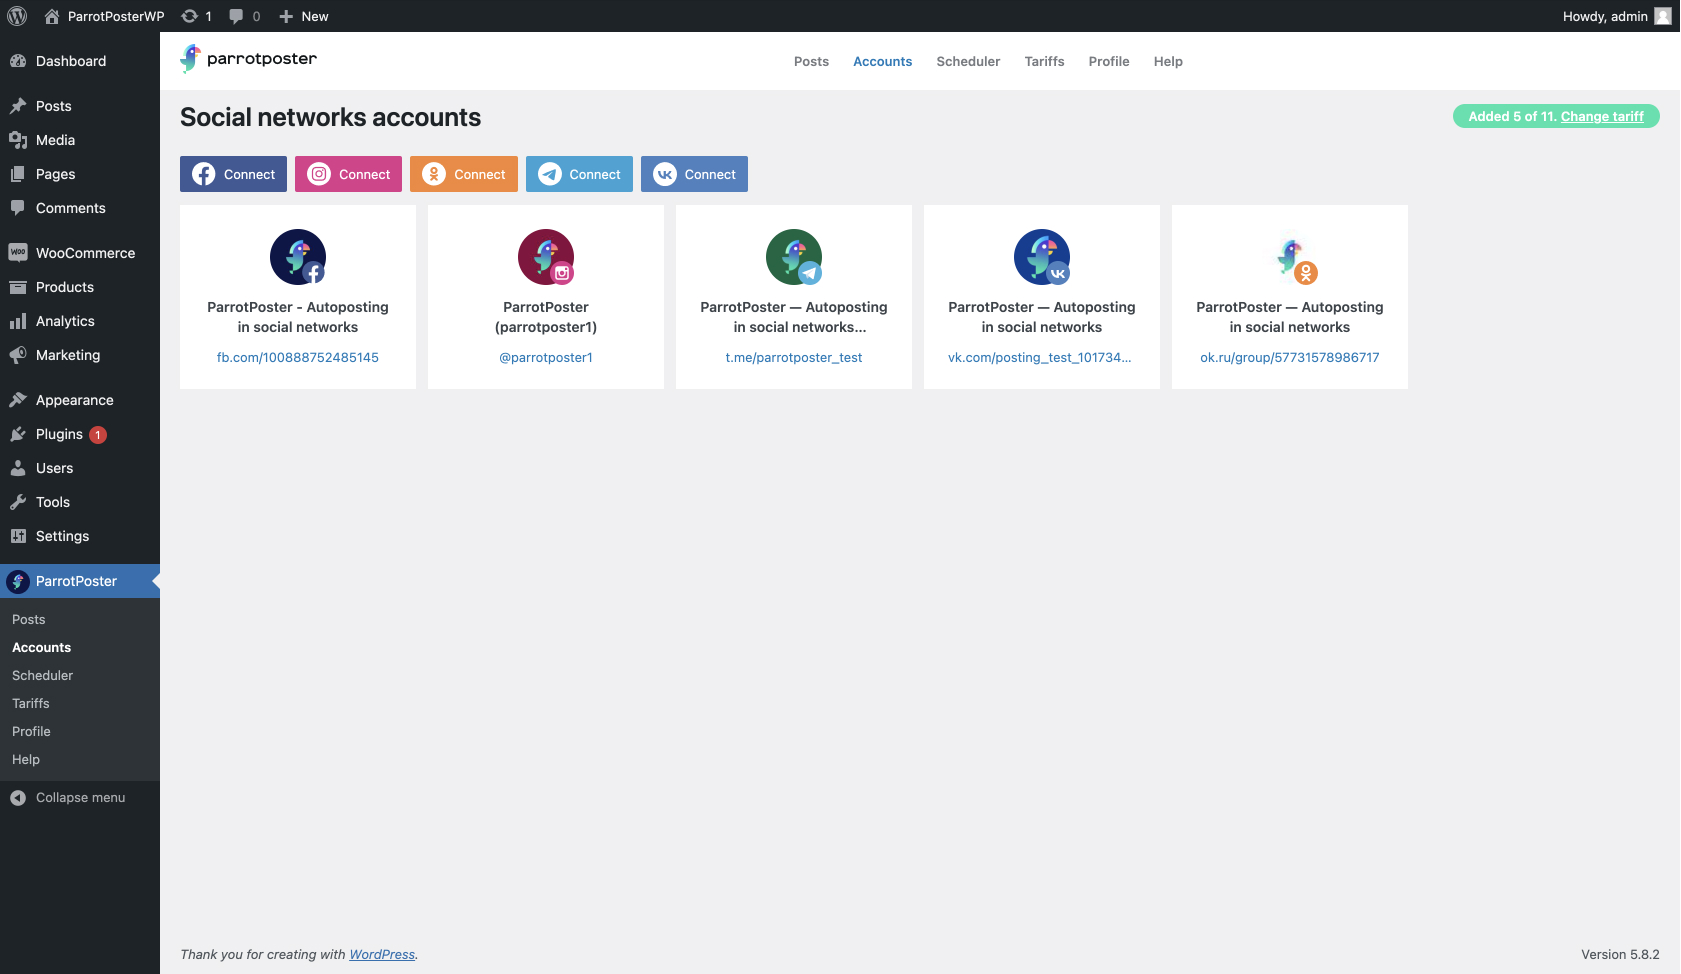 ParrotPosterWP 1 0 New Howdy, admin
parrotposter Posts Accounts Scheduler Tariffs Profile Help
Dashboard
Posts
Media
Pages
Comments
WooCommerce
Products
Analytics
Marketing
Appearance
Plugins 1
Users
Tools
Settings
ParrotPoster
Posts
Accounts
Scheduler
Tariffs
Profile
Help
Collapse menu
Social networks accounts
Added 5 of 11. Change tariff
Connect Connect Connect Connect Connect
ParrotPoster - Autoposting
in social networks
fb.com/100888752485145
ParrotPoster
(parrotposter1)
@parrotposter1
ParrotPoster — Autoposting
in social networks...
t.me/parrotposter_test
ParrotPoster — Autoposting
in social networks
vk.com/posting_test_101734...
ParrotPoster — Autoposting
in social networks
ok.ru/group/57731578986717
Thank you for creating with WordPress.
Version 5.8.2